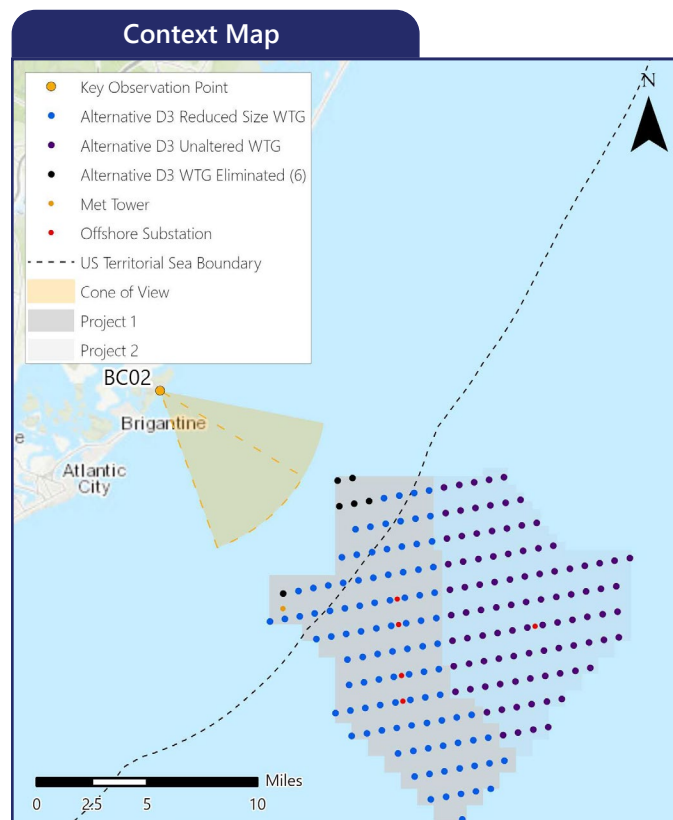 Context Map
Key Observation Point
Alternative D3 Reduced Size WTG
Alternative D3 Unaltered WTG
Alternative D3 WTG Eliminated (6)
Met Tower
Offshore Substation
US Territorial Sea Boundary
Cone of View
Project 1
Project 2
N
BC02
Brigantine
e
Atlantic
City
Miles
0 2.5 5 10